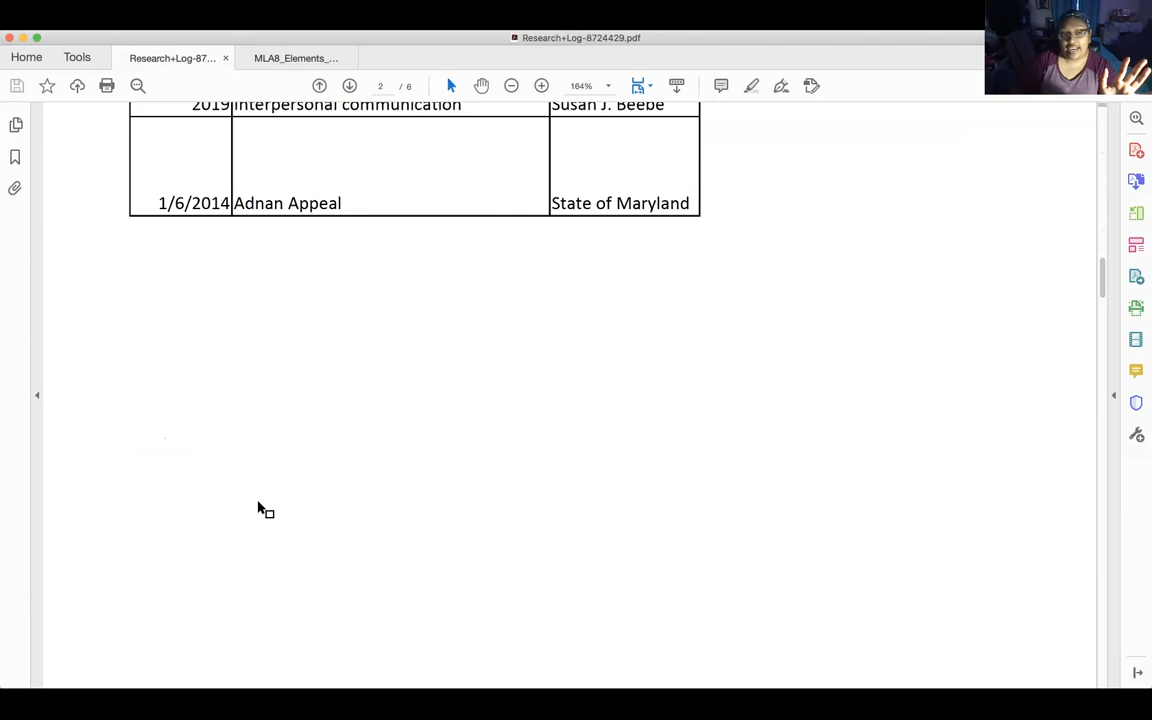 Research+Log-8724429.pdf
Home Tools Research+Log-87... × MLA8_Elements_...
2 / 6 164%
2019 Interpersonal communication Susan J. Beebe
1/6/2014 Adnan Appeal State of Maryland